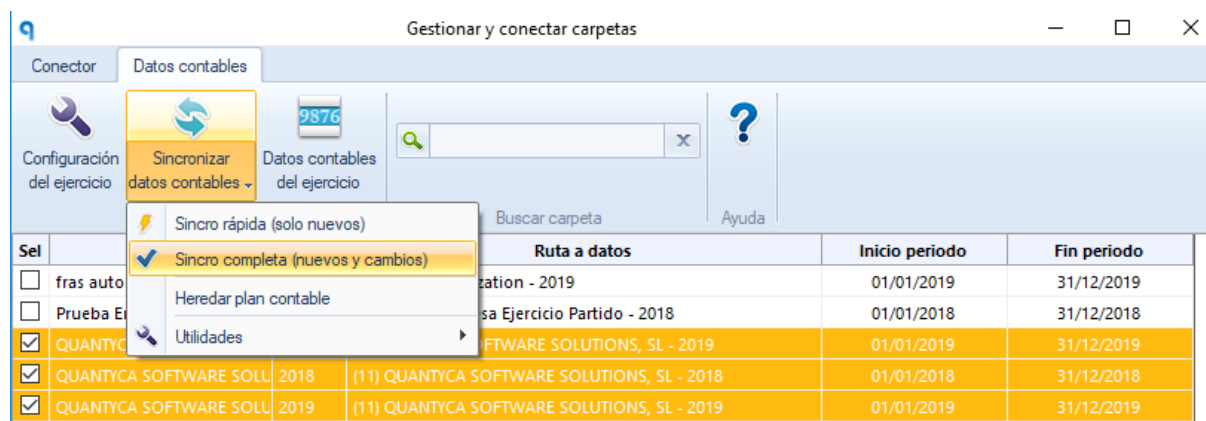 Gestionar y conectar carpetas
Conector Datos contables
Configuración del ejercicio
Sincronizar datos contables
9876
Datos contables del ejercicio
x
?
Buscar carpeta
Ayuda
Sincro rápida (solo nuevos)
Sincro completa (nuevos y cambios)
Heredar plan contable
Utilidades
Sel Ruta a datos Inicio periodo Fin periodo
fras auto zation - 2019 01/01/2019 31/12/2019
Prueba sa Ejercicio Partido - 2018 01/01/2018 31/12/2018
QUANTYC FTWARE SOLUTIONS, SL - 2019 01/01/2019 31/12/2019
QUANTYCA SOFTWARE SOLU 2018 (11) QUANTYCA SOFTWARE SOLUTIONS, SL - 2018 01/01/2018 31/12/2018
QUANTYCA SOFTWARE SOLU 2019 (11) QUANTYCA SOFTWARE SOLUTIONS, SL - 2019 01/01/2019 31/12/2019